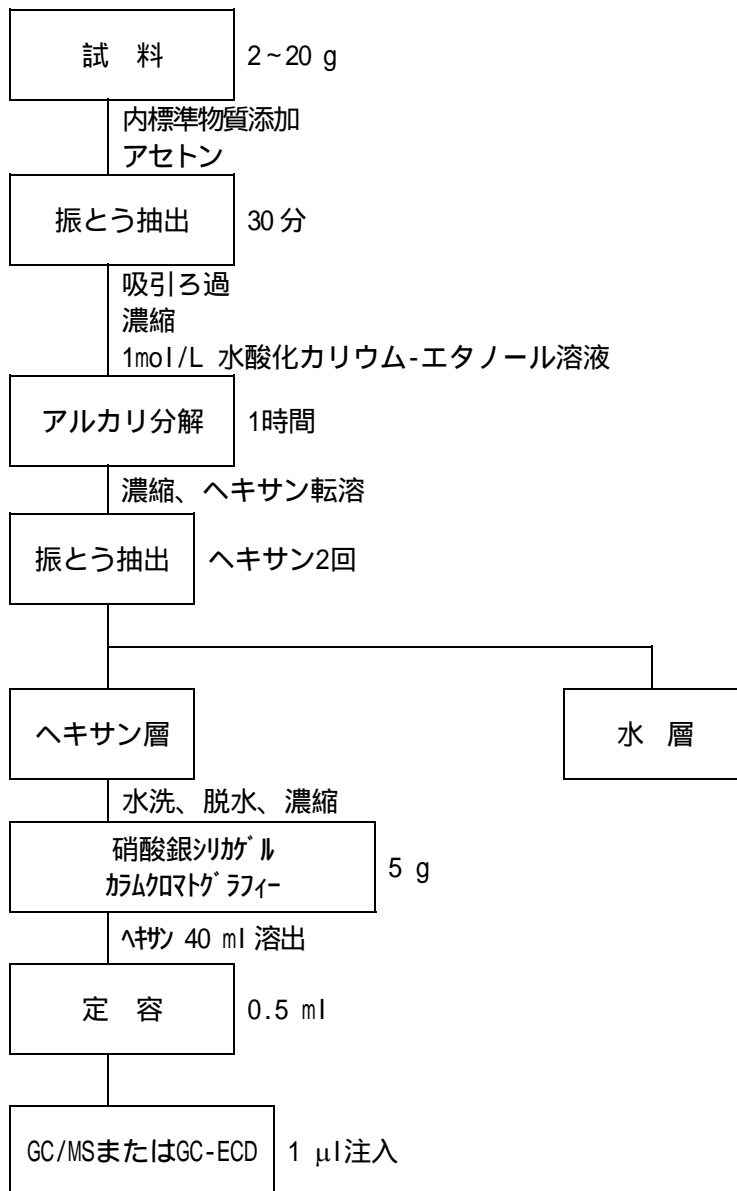 試　料
2~20 g
内標準物質添加
アセトン
振とう抽出
30分
吸引ろ過
濃縮
1mol/L 水酸化カリウム-エタノール溶液
アルカリ分解
1時間
濃縮、ヘキサン転溶
振とう抽出
ヘキサン2回
ヘキサン層
水　層
水洗、脱水、濃縮
硝酸銀ｼﾘｶｹﾞﾙ
ｶﾗﾑｸﾛﾏﾄｸﾞﾗﾌｨｰ
5 g
ﾍｷｻﾝ 40 ml 溶出
定　容
0.5 ml
GC/MSまたはGC-ECD
1 μl注入